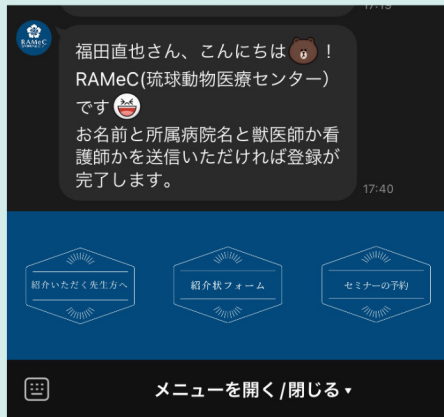 17:13
RAMeC
福田直也さん、こんにちは！
RAMeC(琉球動物医療センター)
です
お名前と所属病院名と獣医師か看
護師かを送信いただければ登録が
完了します。
17:40
紹介いただく先生方へ
紹介状フォーム
セミナーの予約
メニューを開く/閉じる▼